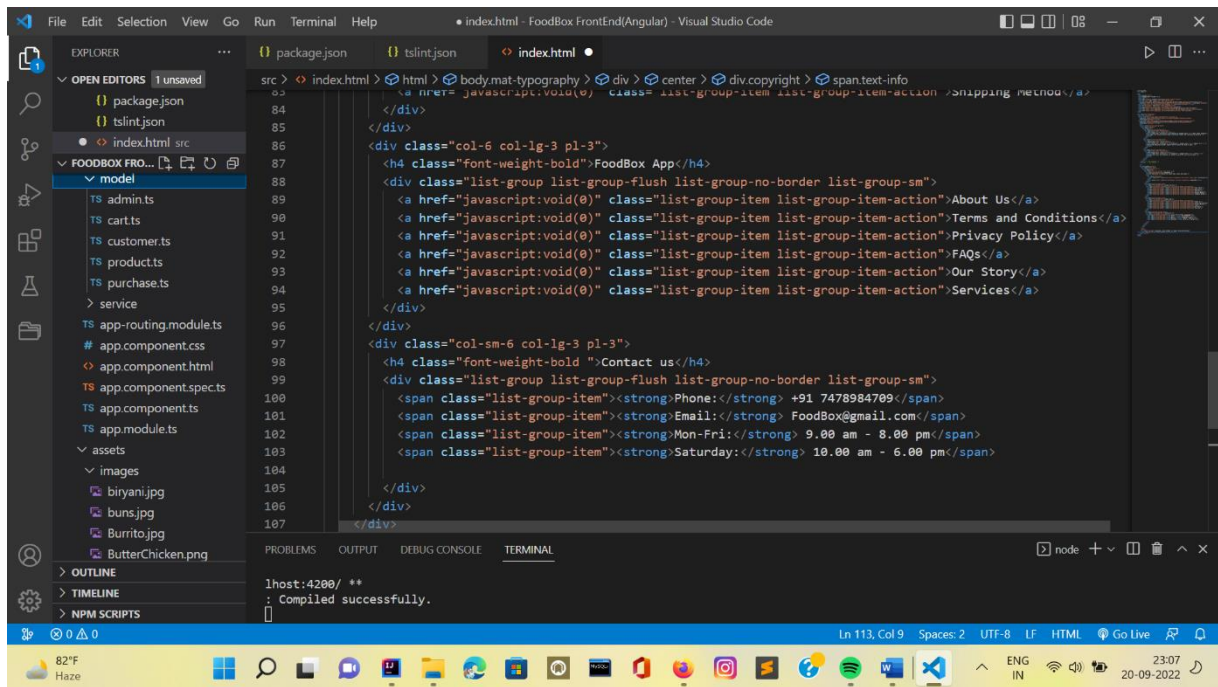 File Edit Selection View Go Run Terminal Help ● index.html - FoodBox FrontEnd(Angular) - Visual Studio Code
EXPLORER ...
{} package.json {} tslint.json <> index.html ●
OPEN EDITORS 1 unsaved
{} package.json
{} tslint.json
● <> index.html src
FOODBOX FRO...
model
TS admin.ts
TS cart.ts
TS customer.ts
TS product.ts
TS purchase.ts
> service
TS app-routing.module.ts
# app.component.css
<> app.component.html
TS app.component.spec.ts
TS app.component.ts
TS app.module.ts
assets
images
biryani.jpg
buns.jpg
Burrito.jpg
ButterChicken.png
> OUTLINE
> TIMELINE
> NPM SCRIPTS
src > <> index.html > html > body.mat-typography > div > center > div.copyright > span.text-info
83 <a href="javascript:void(0)" class="list-group-item list-group-item-action">Shipping Method</a>
84 </div>
85 </div>
86 <div class="col-6 col-lg-3 pl-3">
87 <h4 class="font-weight-bold">FoodBox App</h4>
88 <div class="list-group list-group-flush list-group-no-border list-group-sm">
89 <a href="javascript:void(0)" class="list-group-item list-group-item-action">About Us</a>
90 <a href="javascript:void(0)" class="list-group-item list-group-item-action">Terms and Conditions</a>
91 <a href="javascript:void(0)" class="list-group-item list-group-item-action">Privacy Policy</a>
92 <a href="javascript:void(0)" class="list-group-item list-group-item-action">FAQs</a>
93 <a href="javascript:void(0)" class="list-group-item list-group-item-action">Our Story</a>
94 <a href="javascript:void(0)" class="list-group-item list-group-item-action">Services</a>
95 </div>
96 </div>
97 <div class="col-sm-6 col-lg-3 pl-3">
98 <h4 class="font-weight-bold ">Contact us</h4>
99 <div class="list-group list-group-flush list-group-no-border list-group-sm">
100 <span class="list-group-item"><strong>Phone:</strong> +91 7478984709</span>
101 <span class="list-group-item"><strong>Email:</strong> FoodBox@gmail.com</span>
102 <span class="list-group-item"><strong>Mon-Fri:</strong> 9.00 am - 8.00 pm</span>
103 <span class="list-group-item"><strong>Saturday:</strong> 10.00 am - 6.00 pm</span>
104
105 </div>
106 </div>
107 </div>
PROBLEMS OUTPUT DEBUG CONSOLE TERMINAL node
lhost:4200/ **
: Compiled successfully.
0 0 Ln 113, Col 9 Spaces: 2 UTF-8 LF HTML Go Live
82°F
Haze
ENG
IN
23:07
20-09-2022